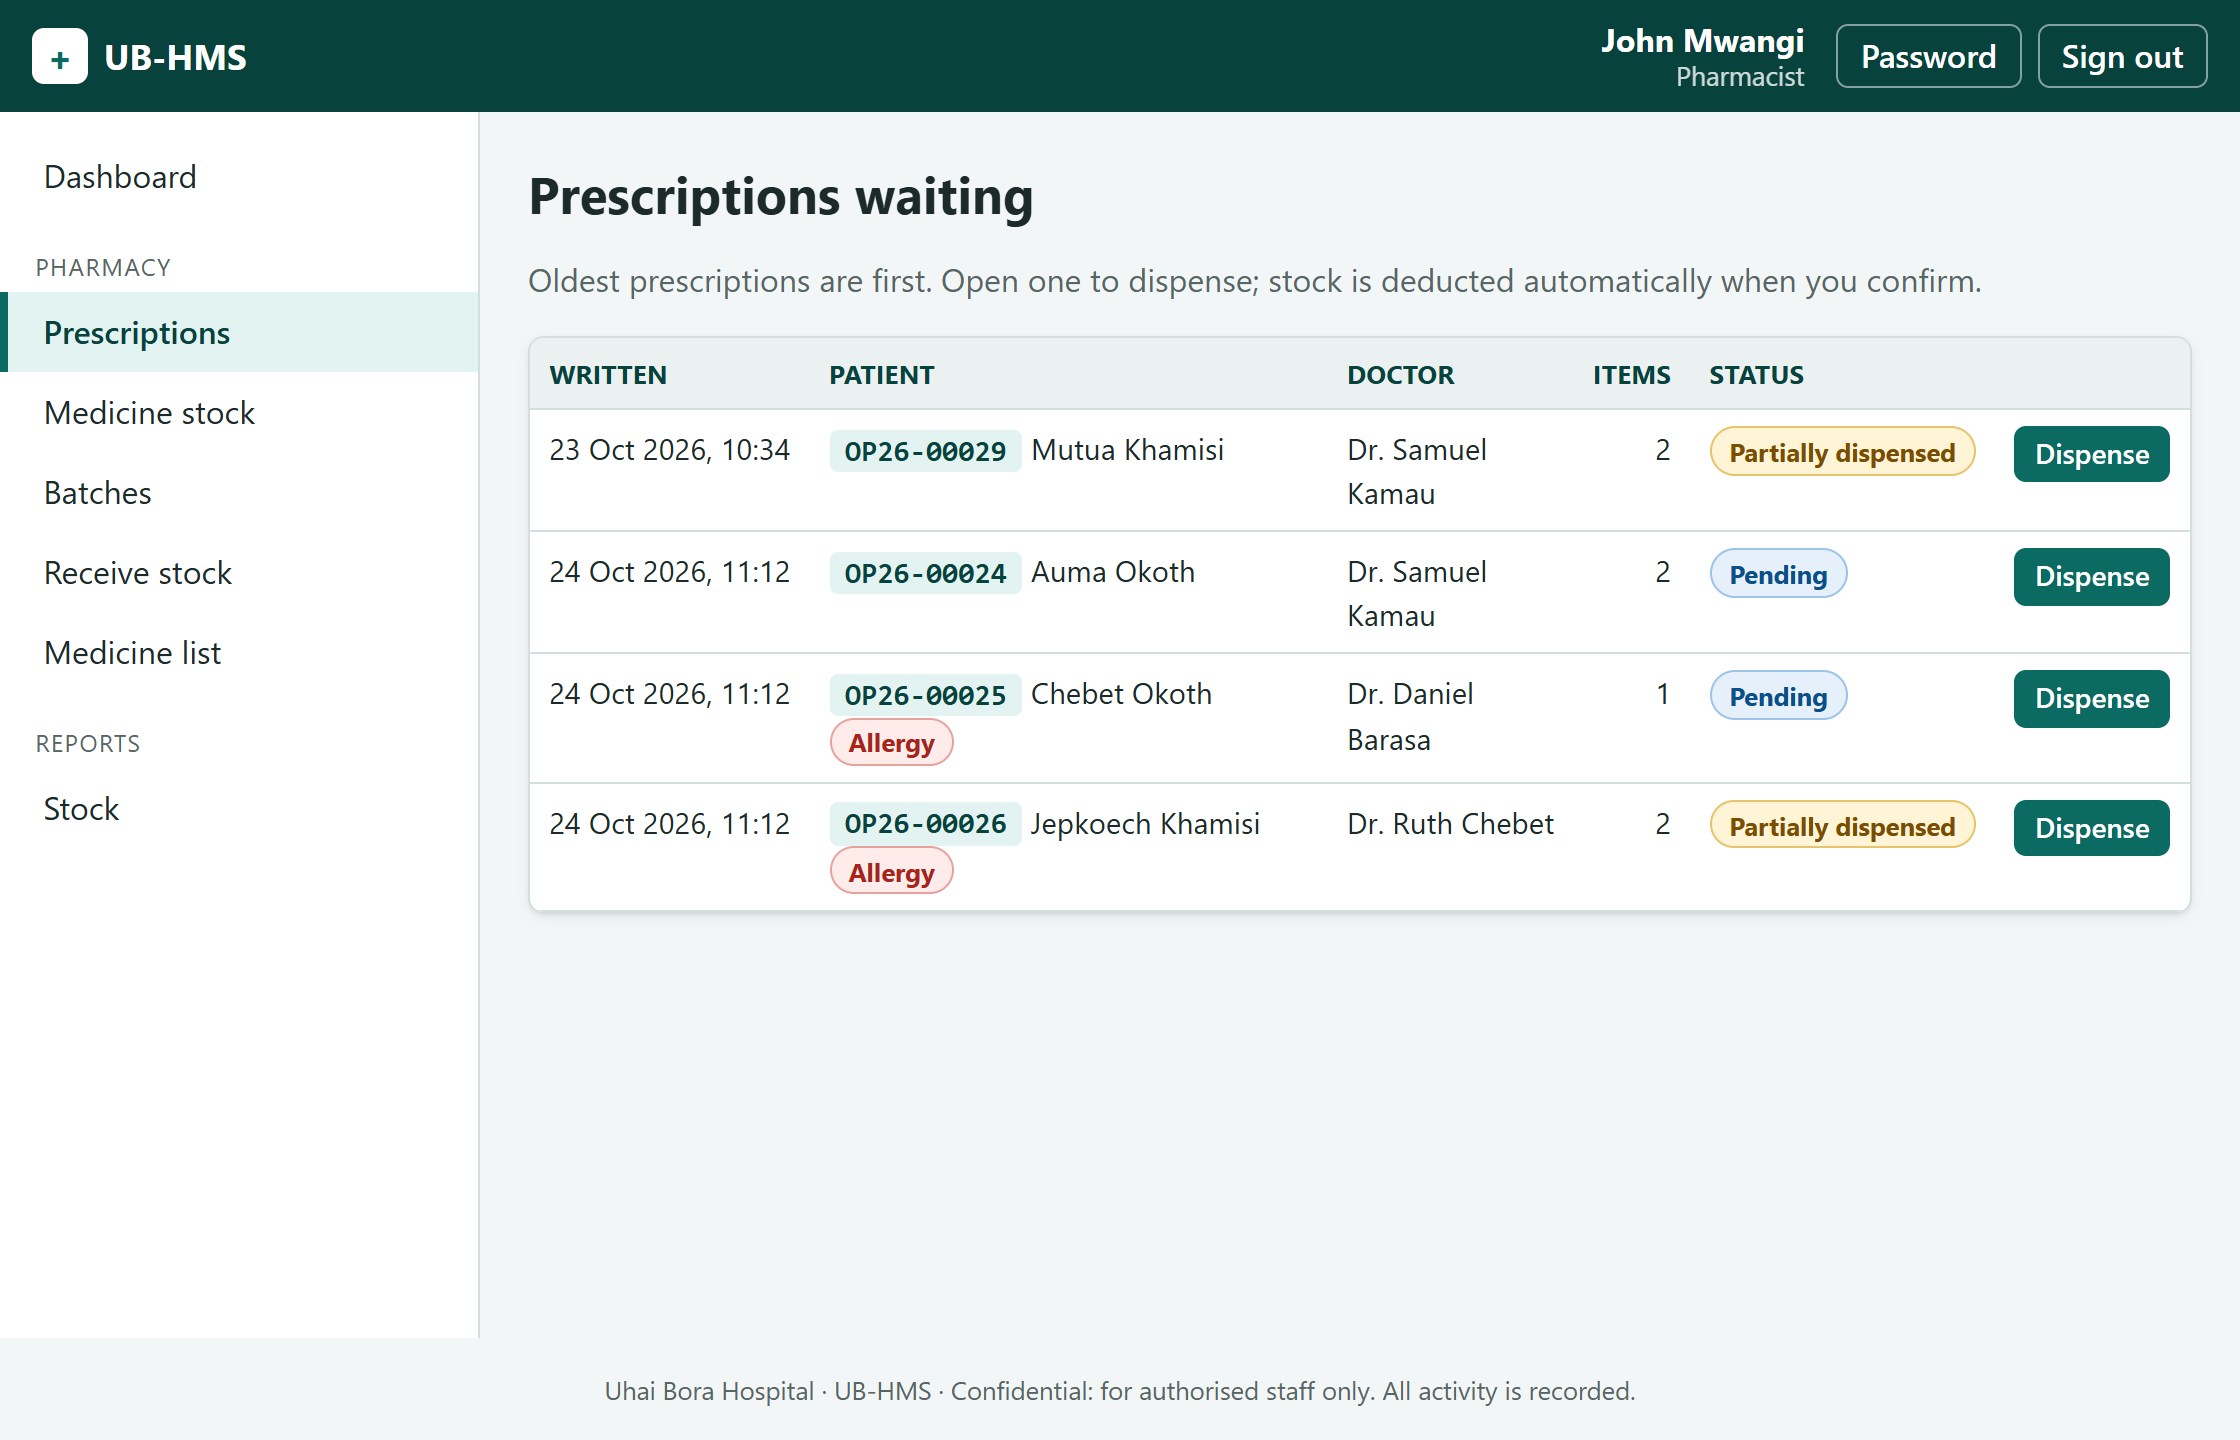 + UB-HMS
John Mwangi
Pharmacist
Password
Sign out
Dashboard
PHARMACY
Prescriptions
Medicine stock
Batches
Receive stock
Medicine list
REPORTS
Stock
Prescriptions waiting
Oldest prescriptions are first. Open one to dispense; stock is deducted automatically when you confirm.
WRITTEN PATIENT DOCTOR ITEMS STATUS
23 Oct 2026, 10:34 OP26-00029 Mutua Khamisi Dr. Samuel Kamau 2 Partially dispensed Dispense
24 Oct 2026, 11:12 OP26-00024 Auma Okoth Dr. Samuel Kamau 2 Pending Dispense
24 Oct 2026, 11:12 OP26-00025 Chebet Okoth Allergy Dr. Daniel Barasa 1 Pending Dispense
24 Oct 2026, 11:12 OP26-00026 Jepkoech Khamisi Allergy Dr. Ruth Chebet 2 Partially dispensed Dispense
Uhai Bora Hospital · UB-HMS · Confidential: for authorised staff only. All activity is recorded.